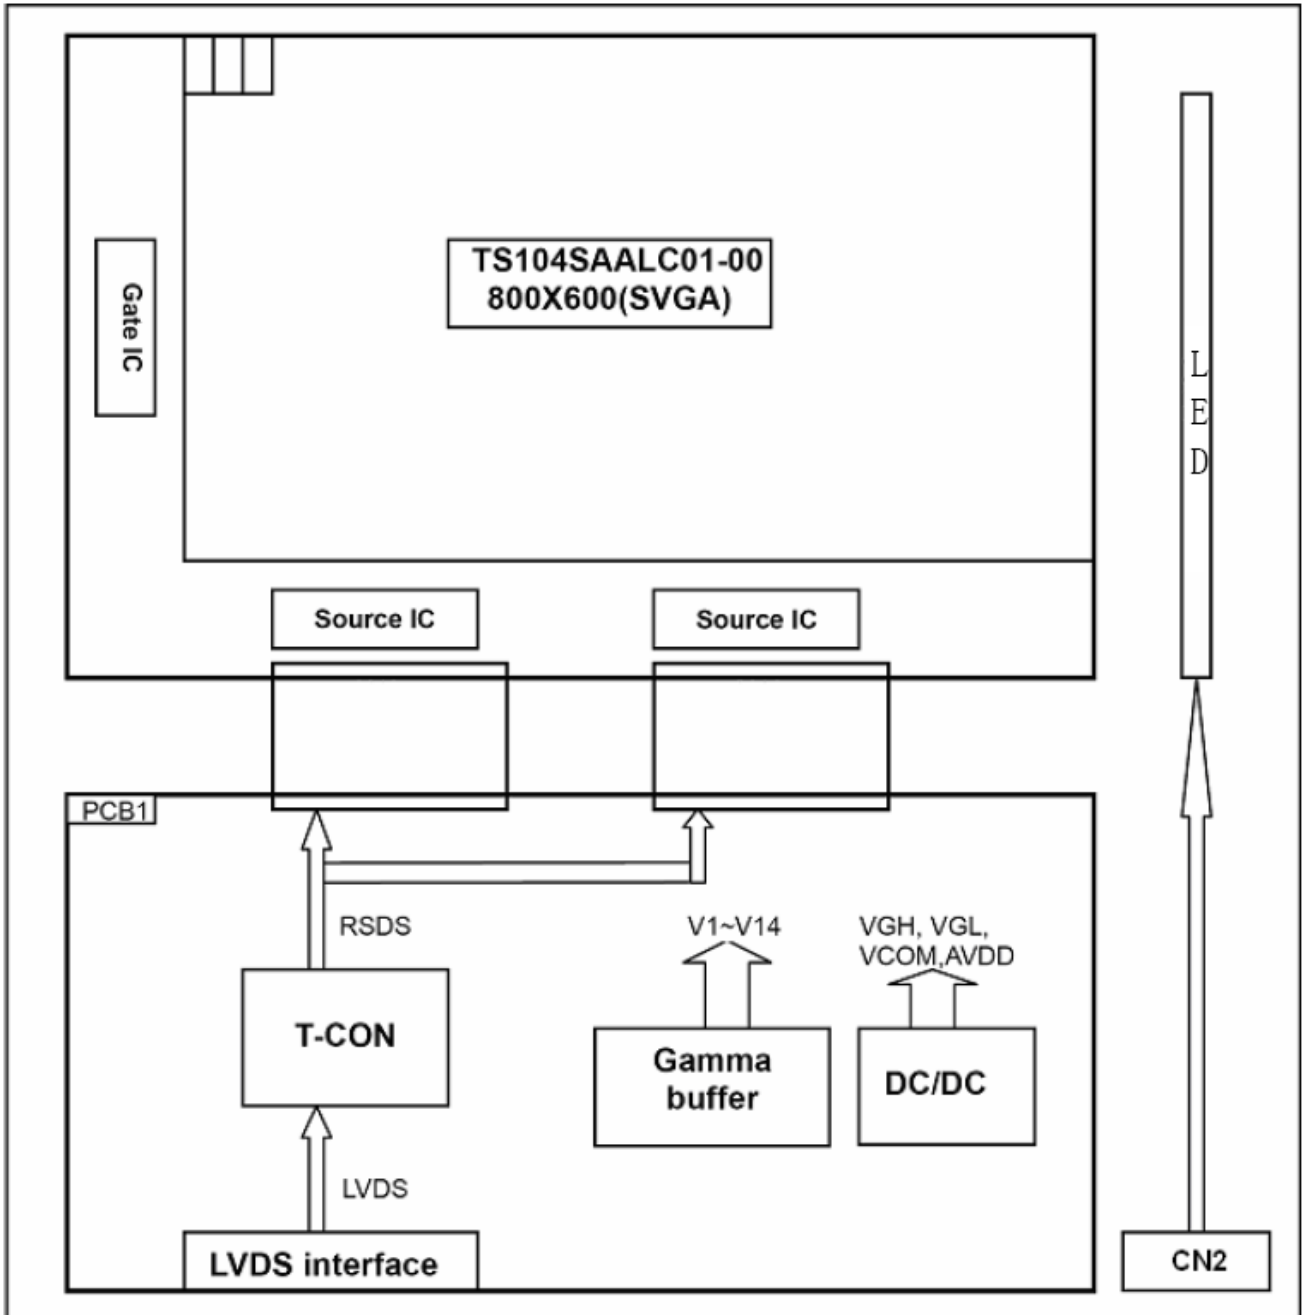 TS104SAALC01-00
800X600(SVGA)
Gate IC
L
E
D
Source IC
Source IC
PCB1
RSDS
V1~V14
VGH, VGL,
VCOM,AVDD
T-CON
Gamma
buffer
DC/DC
LVDS
LVDS interface
CN2